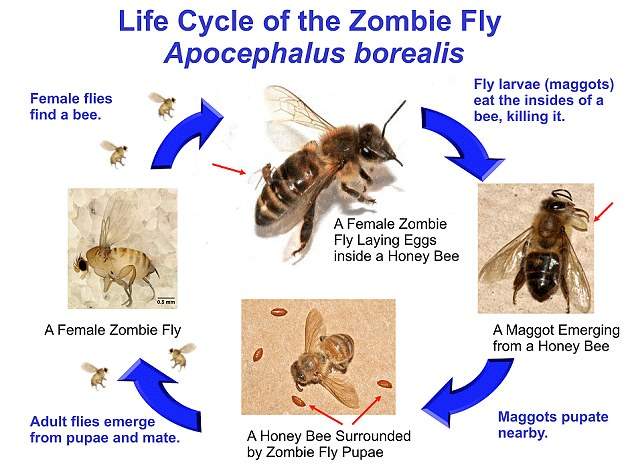 Life Cycle of the Zombie Fly
Apocephalus borealis
Female flies
find a bee.
Fly larvae (maggots)
eat the insides of a
bee, killing it.
A Female Zombie
Fly Laying Eggs
inside a Honey Bee
0.5 mm
A Female Zombie Fly
A Maggot Emerging
from a Honey Bee
Adult flies emerge
from pupae and mate.
A Honey Bee Surrounded
by Zombie Fly Pupae
Maggots pupate
nearby.